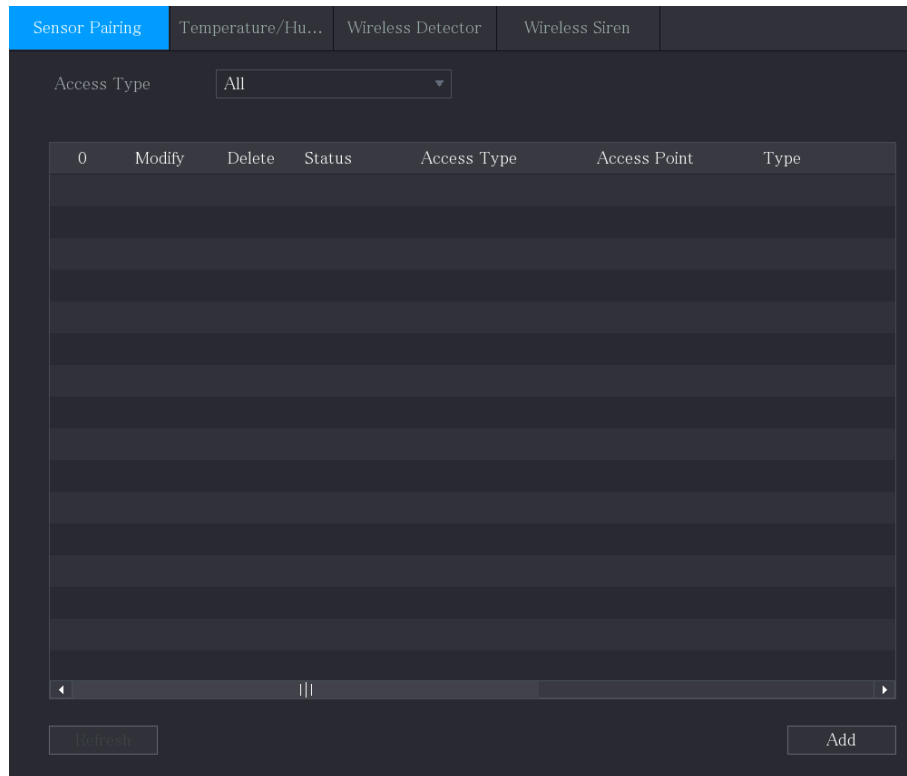 Sensor Pairing Temperature/Hu... Wireless Detector Wireless Siren
Access Type All
0 Modify Delete Status Access Type Access Point Type
Refresh Add